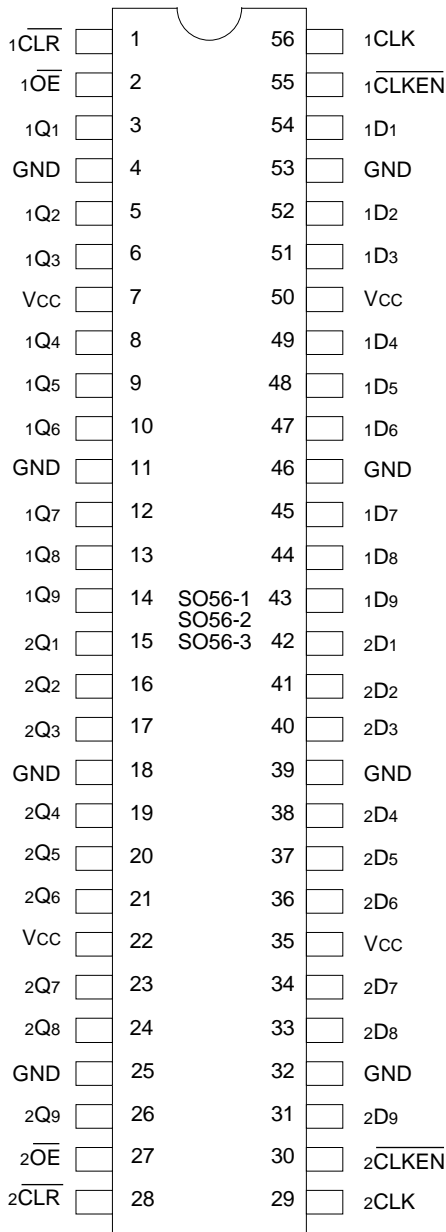 1CLR 1 56 1CLK
1OE 2 55 1CLKEN
1Q1 3 54 1D1
GND 4 53 GND
1Q2 5 52 1D2
1Q3 6 51 1D3
VCC 7 50 VCC
1Q4 8 49 1D4
1Q5 9 48 1D5
1Q6 10 47 1D6
GND 11 46 GND
1Q7 12 45 1D7
1Q8 13 44 1D8
1Q9 14 SO56-1 43 1D9
SO56-2
2Q1 15 SO56-3 42 2D1
2Q2 16 41 2D2
2Q3 17 40 2D3
GND 18 39 GND
2Q4 19 38 2D4
2Q5 20 37 2D5
2Q6 21 36 2D6
VCC 22 35 VCC
2Q7 23 34 2D7
2Q8 24 33 2D8
GND 25 32 GND
2Q9 26 31 2D9
2OE 27 30 2CLKEN
2CLR 28 29 2CLK